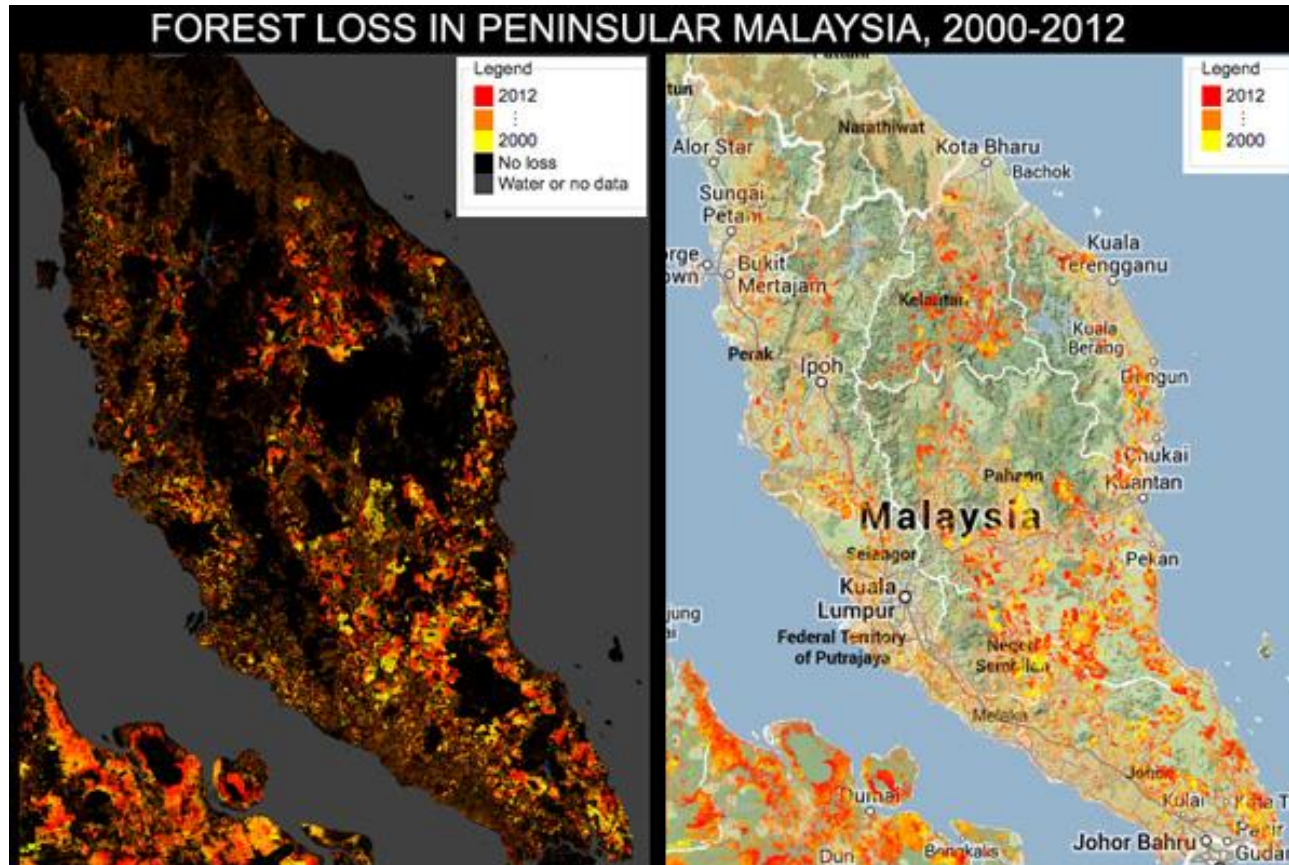 FOREST LOSS IN PENINSULAR MALAYSIA, 2000-2012
Legend
2012
2000
No loss
Water or no data
Legend
2012
2000
Narathiwat
Alor Star
Kota Bharu
Bachok
Sungai
Petani
Kuala
Terengganu
Bukit
Mertajam
Kelantan
Kuala
Berang
Perak
Ipoh
Dungun
Chukai
Pahang
Kuantan
Malaysia
Selangor
Pekan
Kuala
Lumpur
Federal Territory
of Putrajaya
Negeri
Sembilan
Melaka
Johor
Dumai
Kulai
Johor Bahru
Bengkalis